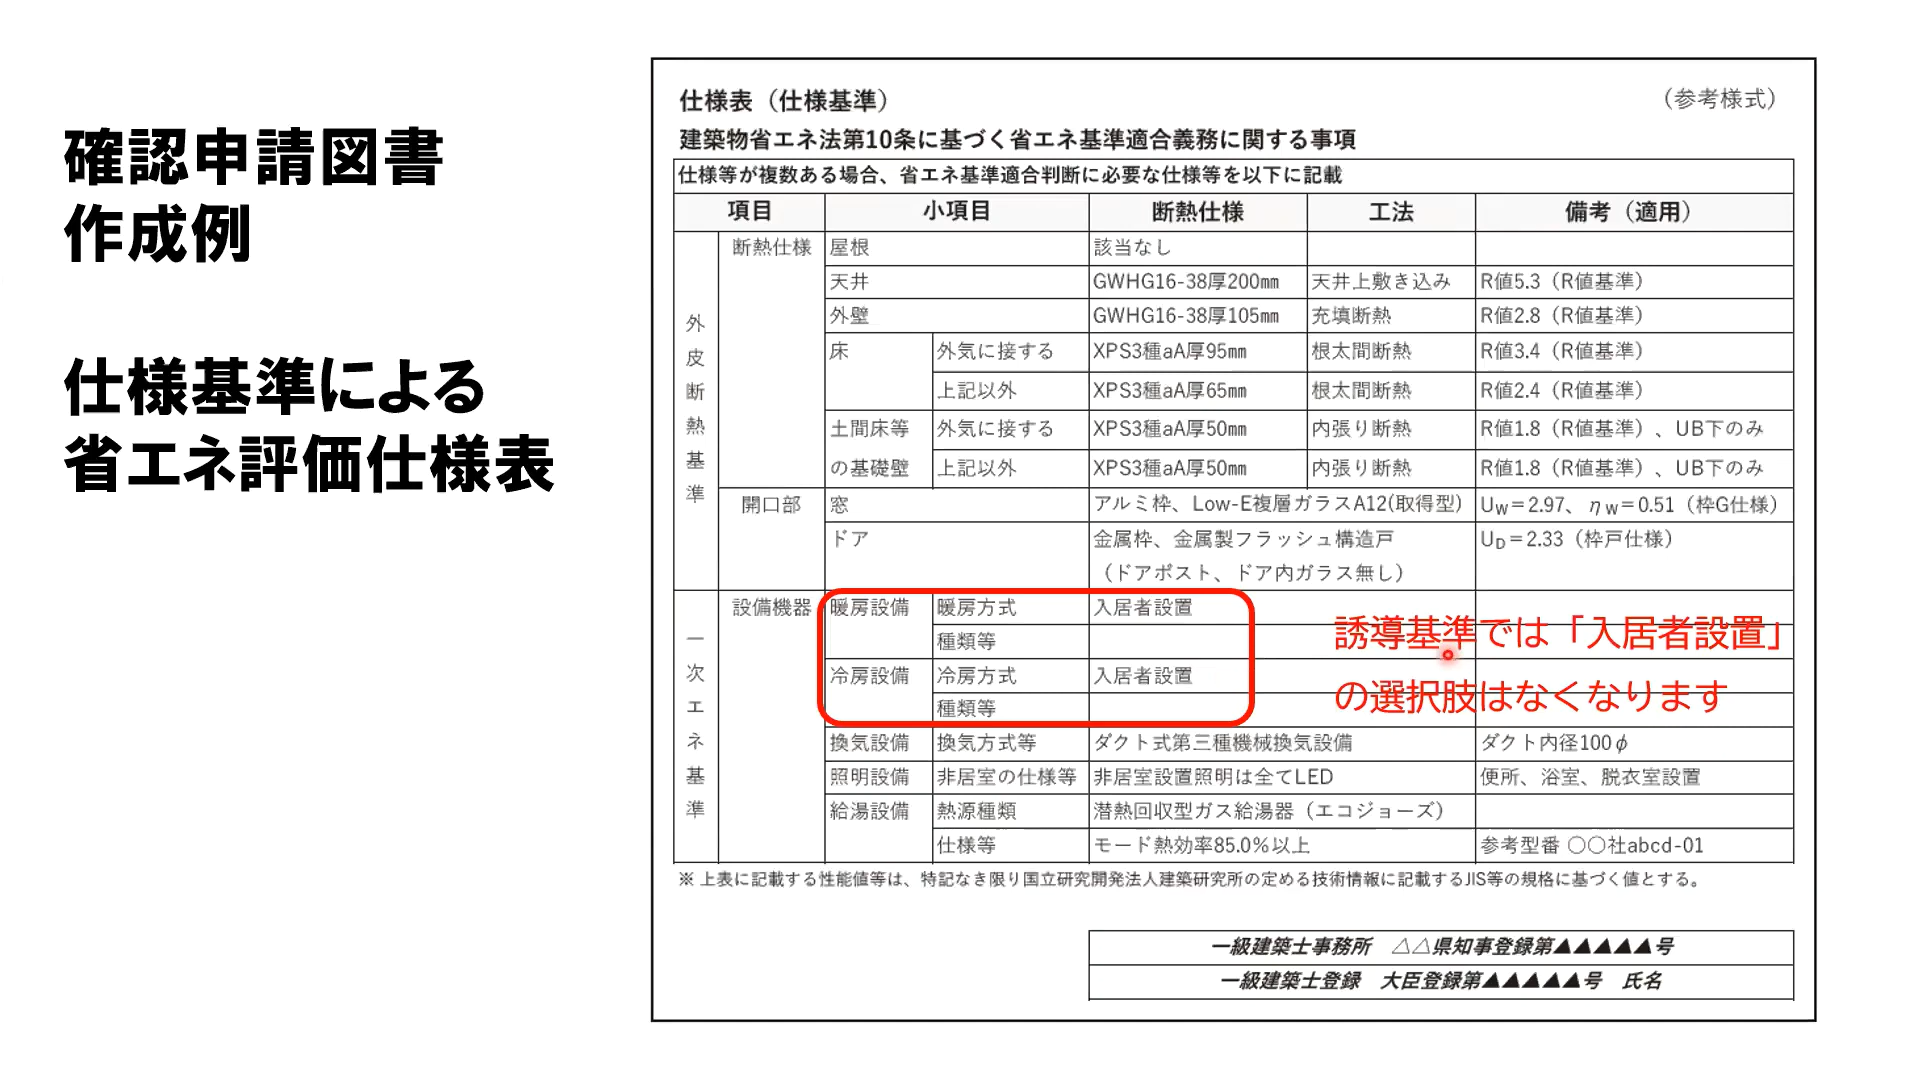 確認申請図書
作成例
仕様基準による
省エネ評価仕様表
仕様表（仕様基準）
（参考様式）
建築物省エネ法第10条に基づく省エネ基準適合義務に関する事項
仕様等が複数ある場合、省エネ基準適合判断に必要な仕様等を以下に記載
項目 小項目 断熱仕様 工法 備考（適用）
外皮断熱基準
断熱仕様 屋根 該当なし
天井 GWHG16-38厚200㎜ 天井上敷き込み R値5.3（R値基準）
外壁 GWHG16-38厚105㎜ 充填断熱 R値2.8（R値基準）
床 外気に接する XPS3種aA厚95㎜ 根太間断熱 R値3.4（R値基準）
上記以外 XPS3種aA厚65㎜ 根太間断熱 R値2.4（R値基準）
土間床等 外気に接する XPS3種aA厚50㎜ 内張り断熱 R値1.8（R値基準）、UB下のみ
の基礎壁 上記以外 XPS3種aA厚50㎜ 内張り断熱 R値1.8（R値基準）、UB下のみ
開口部 窓 アルミ枠、Low-E複層ガラスA12(取得型) UW＝2.97、ηW＝0.51（枠G仕様）
ドア 金属枠、金属製フラッシュ構造戸 UD＝2.33（枠戸仕様）
（ドアポスト、ドア内ガラス無し）
一次エネ基準
設備機器 暖房設備 暖房方式 入居者設置
種類等
冷房設備 冷房方式 入居者設置
種類等
誘導基準では「入居者設置」
の選択肢はなくなります
換気設備 換気方式等 ダクト式第三種機械換気設備 ダクト内径100φ
照明設備 非居室の仕様等 非居室設置照明は全てLED 便所、浴室、脱衣室設置
給湯設備 熱源種類 潜熱回収型ガス給湯器（エコジョーズ）
仕様等 モード熱効率85.0％以上 参考型番 〇〇社abcd-01
※ 上表に記載する性能値等は、特記なき限り国立研究開発法人建築研究所の定める技術情報に記載するJIS等の規格に基づく値とする。
一級建築士事務所　△△県知事登録第▲▲▲▲▲号
一級建築士登録　大臣登録第▲▲▲▲▲号　氏名